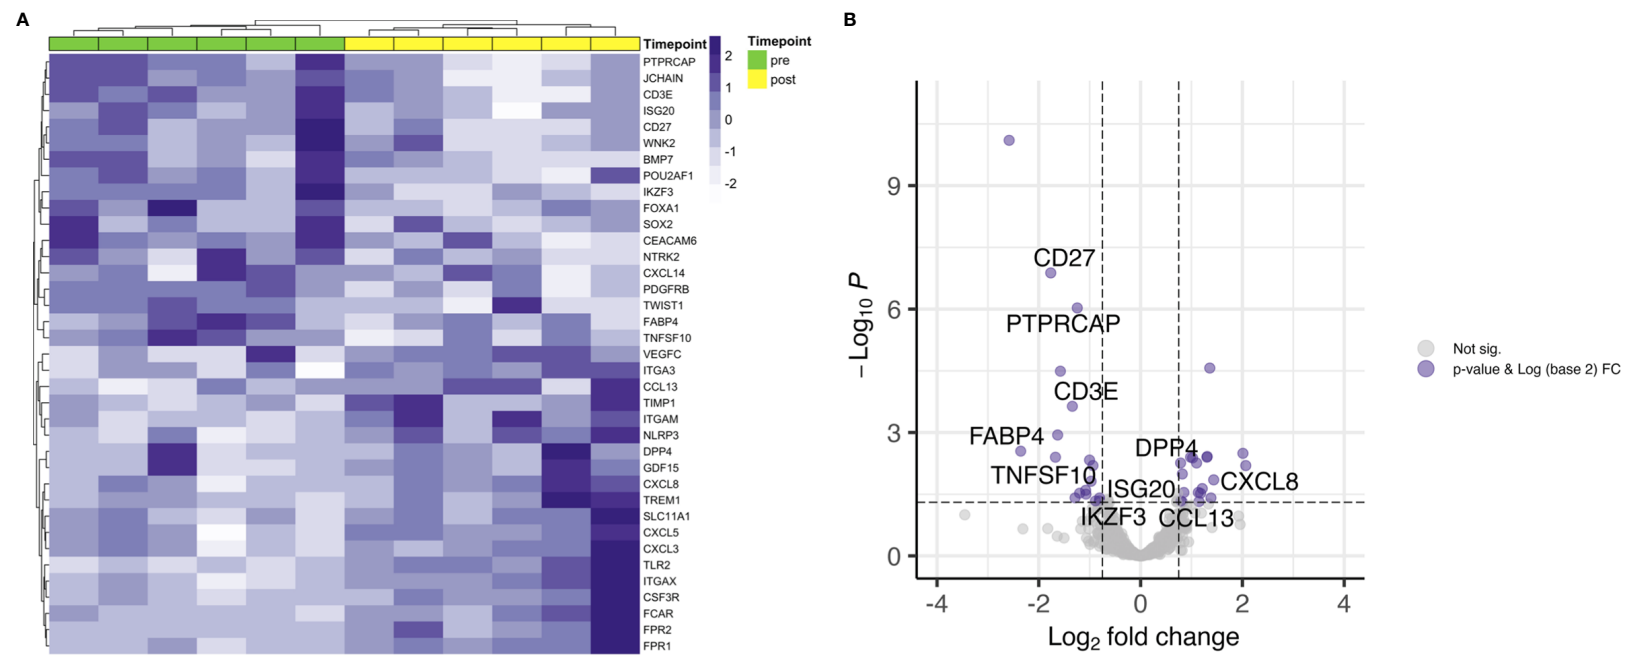 A
Timepoint
PTPRCAP
JCHAIN
CD3E
ISG20
CD27
WNK2
BMP7
POU2AF1
IKZF3
FOXA1
SOX2
CEACAM6
NTRK2
CXCL14
PDGFRB
TWIST1
FABP4
TNFSF10
VEGFC
ITGA3
CCL13
TIMP1
ITGAM
NLRP3
DPP4
GDF15
CXCL8
TREM1
SLC11A1
CXCL5
CXCL3
TLR2
ITGAX
CSF3R
FCAR
FPR2
FPR1
2
1
0
-1
-2
Timepoint
pre
post
B
− Log10 P
9
6
3
0
CD27
PTPRCAP
CD3E
FABP4
DPP4
TNFSF10
CXCL8
ISG20
IKZF3 CCL13
-4 -2 0 2 4
Log2 fold change
Not sig.
p-value & Log (base 2) FC